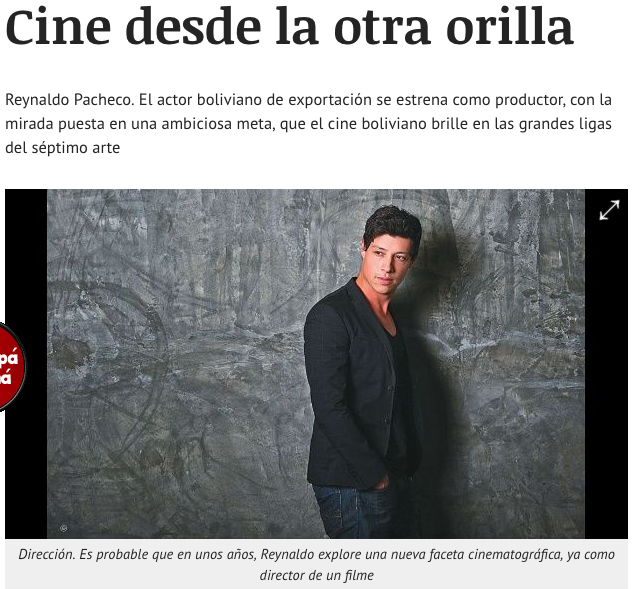 Cine desde la otra orilla
Reynaldo Pacheco. El actor boliviano de exportación se estrena como productor, con la
mirada puesta en una ambiciosa meta, que el cine boliviano brille en las grandes ligas
del séptimo arte
pá
á
©
Dirección. Es probable que en unos años, Reynaldo explore una nueva faceta cinematográfica, ya como
director de un filme